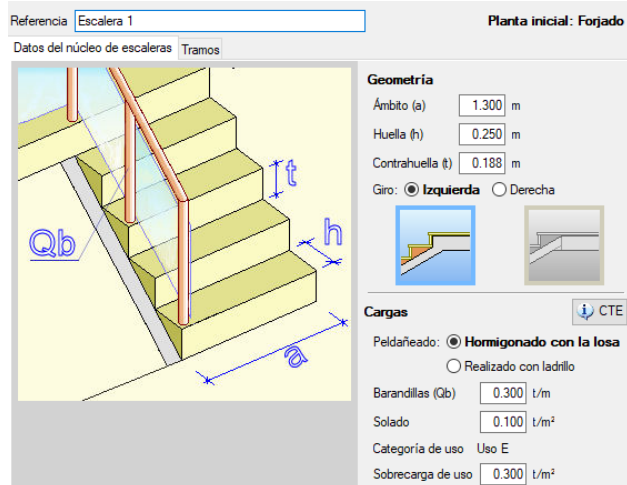 Referencia Escalera 1 Planta inicial: Forjado
Datos del núcleo de escaleras Tramos
Geometría
Ámbito (a) 1.300 m
Huella (h) 0.250 m
Contrahuella (t) 0.188 m
Giro: Izquierda Derecha
t
h
Qb
a
Cargas CTE
Peldañeado: Hormigonado con la losa
Realizado con ladrillo
Barandillas (Qb) 0.300 t/m
Solado 0.100 t/m²
Categoría de uso Uso E
Sobrecarga de uso 0.300 t/m²